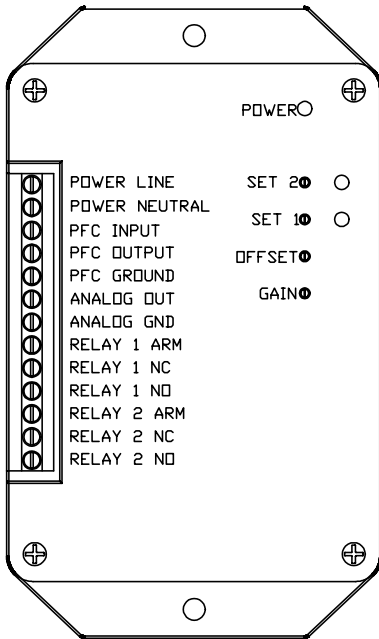 POWER
POWER LINE
POWER NEUTRAL
PFC INPUT
PFC OUTPUT
PFC GROUND
ANALOG OUT
ANALOG GND
RELAY 1 ARM
RELAY 1 NC
RELAY 1 NO
RELAY 2 ARM
RELAY 2 NC
RELAY 2 NO
SET 2
SET 1
OFFSET
GAIN